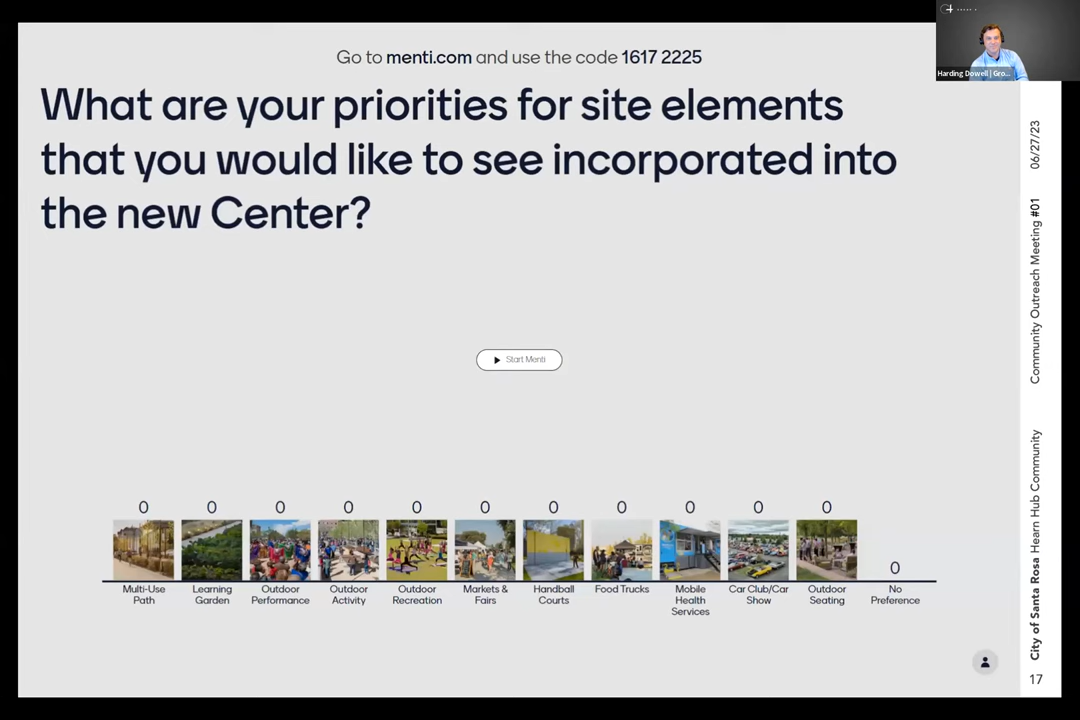 Go to menti.com and use the code 1617 2225
What are your priorities for site elements
that you would like to see incorporated into
the new Center?
Start Menti
0 0 0 0 0 0 0 0 0 0 0 0
Multi-Use
Path
Learning
Garden
Outdoor
Performance
Outdoor
Activity
Outdoor
Recreation
Markets &
Fairs
Handball
Courts
Food Trucks
Mobile
Health
Services
Car Club/Car
Show
Outdoor
Seating
No
Preference
Harding Dowell | Gro...
City of Santa Rosa Hearn Hub Community Community Outreach Meeting #01 06/27/23
17